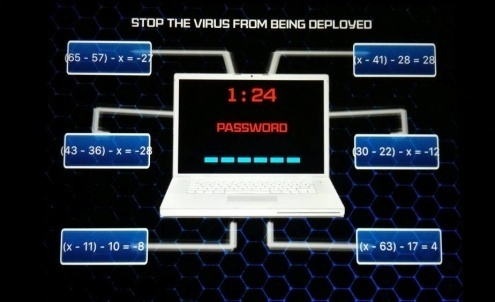 STOP THE VIRUS FROM BEING DEPLOYED
(65 - 57) - x = -27
(x - 41) - 28 = 28
1:24
PASSWORD
(43 - 36) - x = -28
(30 - 22) - x = -12
(x - 11) - 10 = -8
(x - 63) - 17 = 4